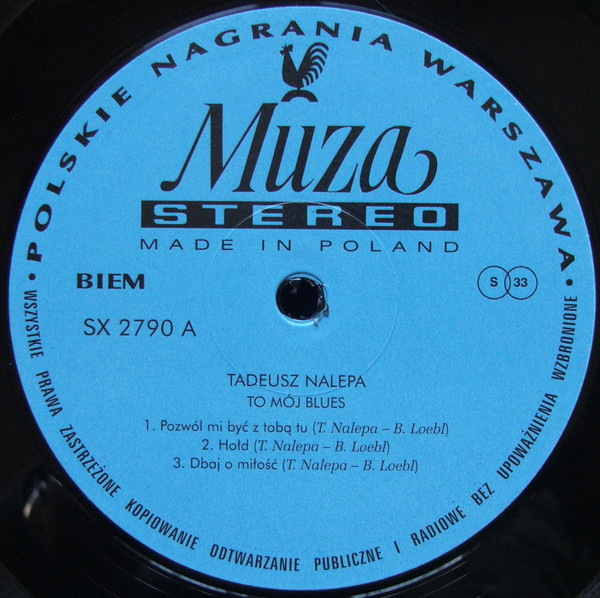 • POLSKIE NAGRANIA WARSZAWA •
Muza
STEREO
MADE IN POLAND
BIEM
S 33
SX 2790 A
TADEUSZ NALEPA
TO MÓJ BLUES
1. Pozwól mi być z tobą tu (T. Nalepa – B. Loebl)
2. Hołd (T. Nalepa – B. Loebl)
3. Dbaj o miłość (T. Nalepa – B. Loebl)
WSZYSTKIE PRAWA ZASTRZEŻONE KOPIOWANIE ODTWARZANIE PUBLICZNE I RADIOWE BEZ UPOWAŻNIENIA WZBRONIONE